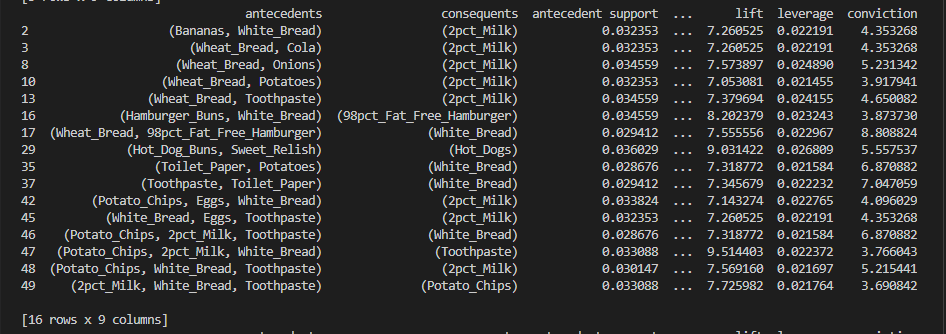 antecedents consequents antecedent support ... lift leverage conviction
2 (Bananas, White_Bread) (2pct_Milk) 0.032353 ... 7.260525 0.022191 4.353268
3 (Wheat_Bread, Cola) (2pct_Milk) 0.032353 ... 7.260525 0.022191 4.353268
8 (Wheat_Bread, Onions) (2pct_Milk) 0.034559 ... 7.573897 0.024890 5.231342
10 (Wheat_Bread, Potatoes) (2pct_Milk) 0.032353 ... 7.053081 0.021455 3.917941
13 (Wheat_Bread, Toothpaste) (2pct_Milk) 0.034559 ... 7.379694 0.024155 4.650082
16 (Hamburger_Buns, White_Bread) (98pct_Fat_Free_Hamburger) 0.034559 ... 8.202379 0.023243 3.873730
17 (Wheat_Bread, 98pct_Fat_Free_Hamburger) (White_Bread) 0.029412 ... 7.555556 0.022967 8.808824
29 (Hot_Dog_Buns, Sweet_Relish) (Hot_Dogs) 0.036029 ... 9.031422 0.026809 5.557537
35 (Toilet_Paper, Potatoes) (White_Bread) 0.028676 ... 7.318772 0.021584 6.870882
37 (Toothpaste, Toilet_Paper) (White_Bread) 0.029412 ... 7.345679 0.022232 7.047059
42 (Potato_Chips, Eggs, White_Bread) (2pct_Milk) 0.033824 ... 7.143274 0.022765 4.096029
45 (White_Bread, Eggs, Toothpaste) (2pct_Milk) 0.032353 ... 7.260525 0.022191 4.353268
46 (Potato_Chips, 2pct_Milk, Toothpaste) (White_Bread) 0.028676 ... 7.318772 0.021584 6.870882
47 (Potato_Chips, 2pct_Milk, White_Bread) (Toothpaste) 0.033088 ... 9.514403 0.022372 3.766043
48 (Potato_Chips, White_Bread, Toothpaste) (2pct_Milk) 0.030147 ... 7.569160 0.021697 5.215441
49 (2pct_Milk, White_Bread, Toothpaste) (Potato_Chips) 0.033088 ... 7.725982 0.021764 3.690842
[16 rows x 9 columns]